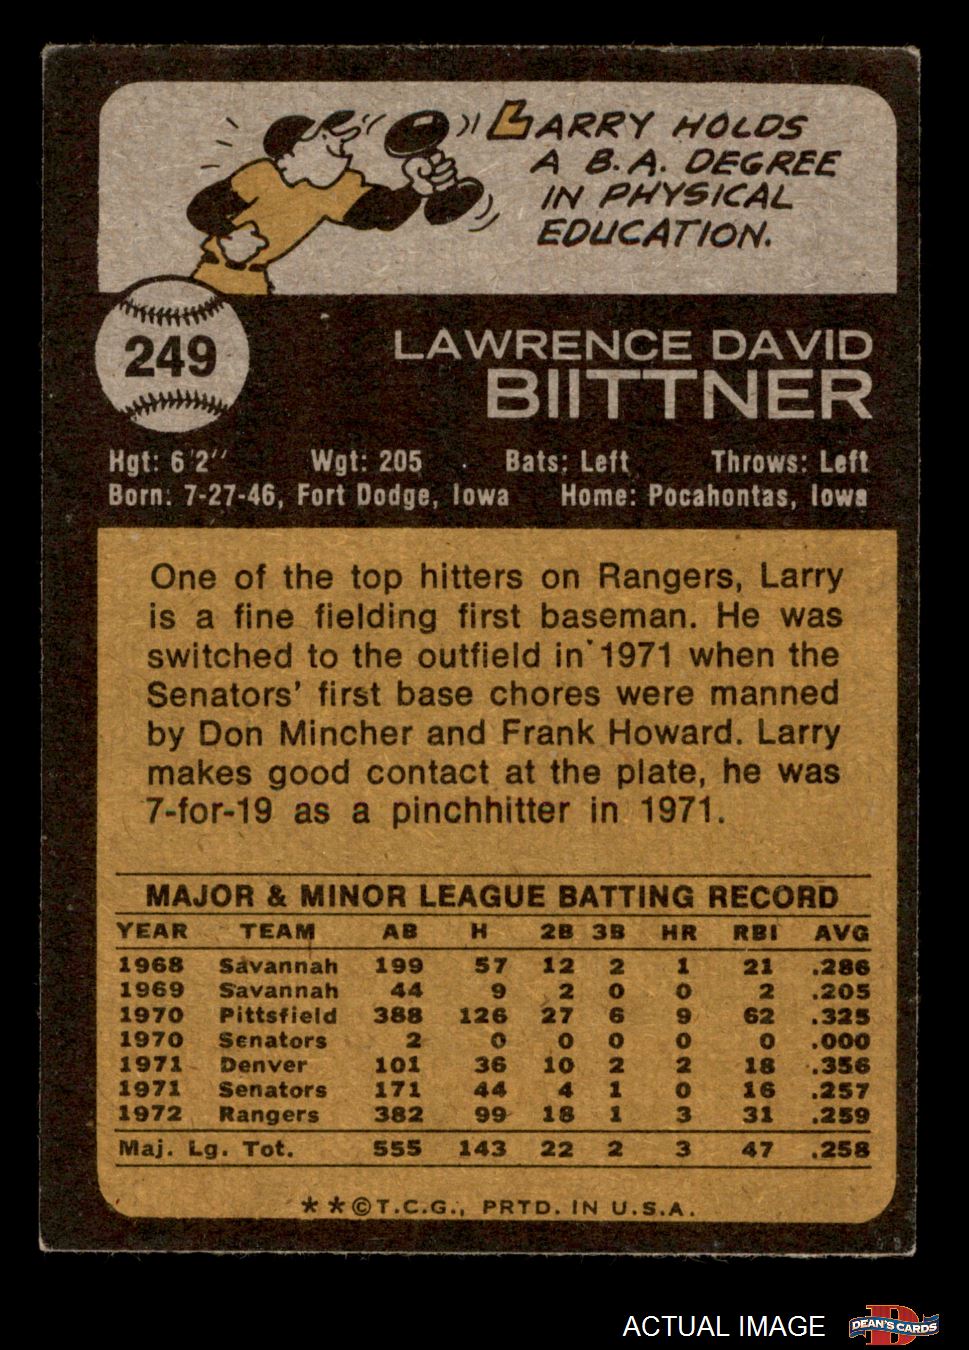 LARRY HOLDS
A B.A. DEGREE
IN PHYSICAL
EDUCATION.
249
LAWRENCE DAVID
BIITTNER
Hgt: 6'2" Wgt: 205 Bats: Left Throws: Left
Born: 7-27-46, Fort Dodge, Iowa Home: Pocahontas, Iowa
One of the top hitters on Rangers, Larry
is a fine fielding first baseman. He was
switched to the outfield in 1971 when the
Senators' first base chores were manned
by Don Mincher and Frank Howard. Larry
makes good contact at the plate, he was
7-for-19 as a pinchhitter in 1971.
MAJOR & MINOR LEAGUE BATTING RECORD
YEAR TEAM AB H 2B 3B HR RBI AVG
1968 Savannah 199 57 12 2 1 21 .286
1969 Savannah 44 9 2 0 0 2 .205
1970 Pittsfield 388 126 27 6 9 62 .325
1970 Senators 2 0 0 0 0 0 .000
1971 Denver 101 36 10 2 2 18 .356
1971 Senators 171 44 4 1 0 16 .257
1972 Rangers 382 99 18 1 3 31 .259
Maj. Lg. Tot. 555 143 22 2 3 47 .258
**©T.C.G., PRTD. IN U.S.A.
ACTUAL IMAGE
D
DEAN'S CARDS